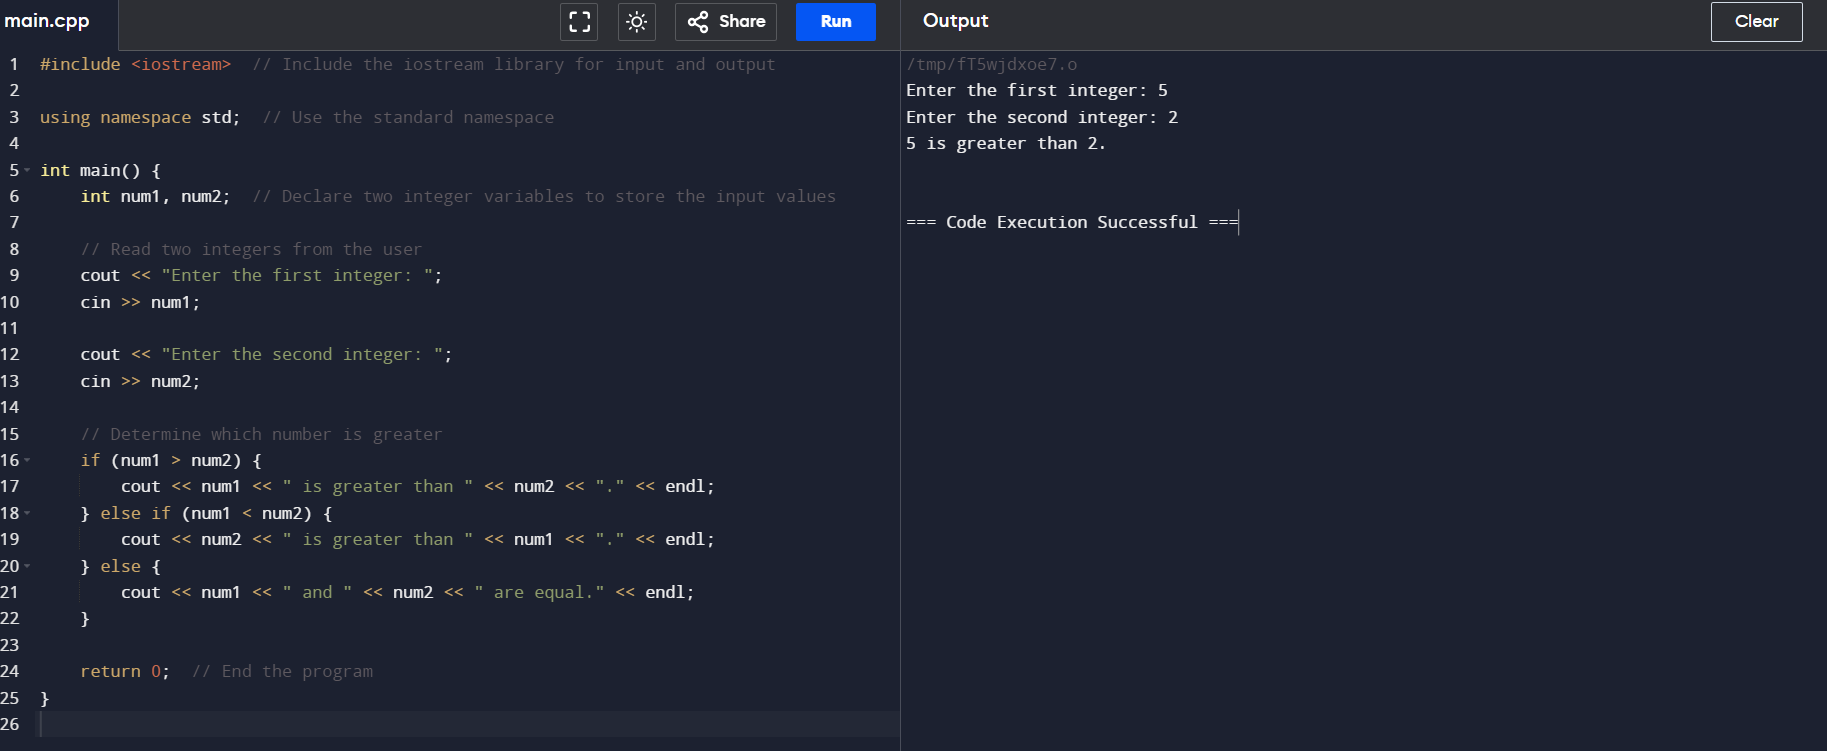 main.cpp Share Run Output Clear
1 #include <iostream>  // Include the iostream library for input and output
2
3 using namespace std;  // Use the standard namespace
4
5 int main() {
6     int num1, num2;  // Declare two integer variables to store the input values
7
8     // Read two integers from the user
9     cout << "Enter the first integer: ";
10     cin >> num1;
11
12     cout << "Enter the second integer: ";
13     cin >> num2;
14
15     // Determine which number is greater
16     if (num1 > num2) {
17         cout << num1 << " is greater than " << num2 << "." << endl;
18     } else if (num1 < num2) {
19         cout << num2 << " is greater than " << num1 << "." << endl;
20     } else {
21         cout << num1 << " and " << num2 << " are equal." << endl;
22     }
23
24     return 0;  // End the program
25 }
26
/tmp/fT5wjdxoe7.o
Enter the first integer: 5
Enter the second integer: 2
5 is greater than 2.
=== Code Execution Successful ===